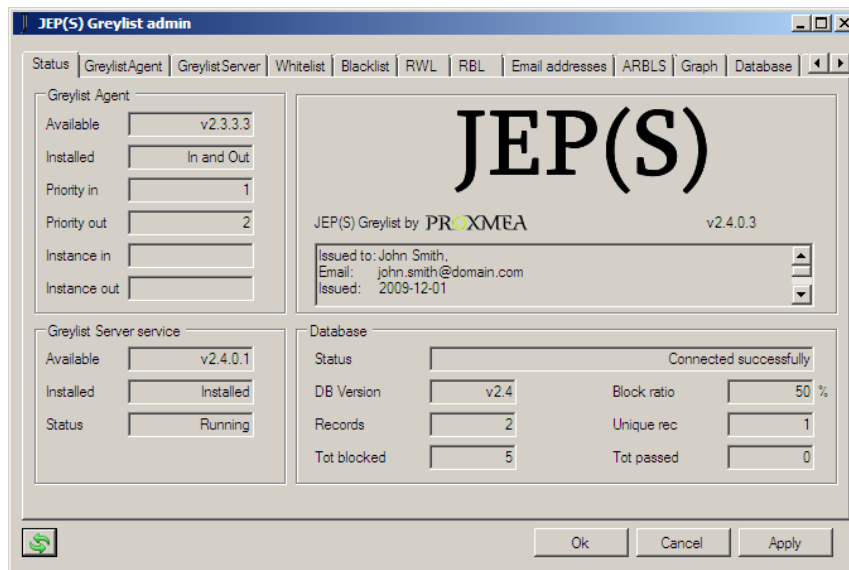 JEP(S) Greylist admin
Status GreylistAgent GreylistServer Whitelist Blacklist RWL RBL Email addresses ARBLS Graph Database
Greylist Agent
Available v2.3.3.3
Installed In and Out
Priority in 1
Priority out 2
Instance in
Instance out
JEP(S)
JEP(S) Greylist by PROXMEA v2.4.0.3
Issued to: John Smith,
Email: john.smith@domain.com
Issued: 2009-12-01
Greylist Server service
Available v2.4.0.1
Installed Installed
Status Running
Database
Status Connected successfully
DB Version v2.4 Block ratio 50 %
Records 2 Unique rec 1
Tot blocked 5 Tot passed 0
Ok Cancel Apply